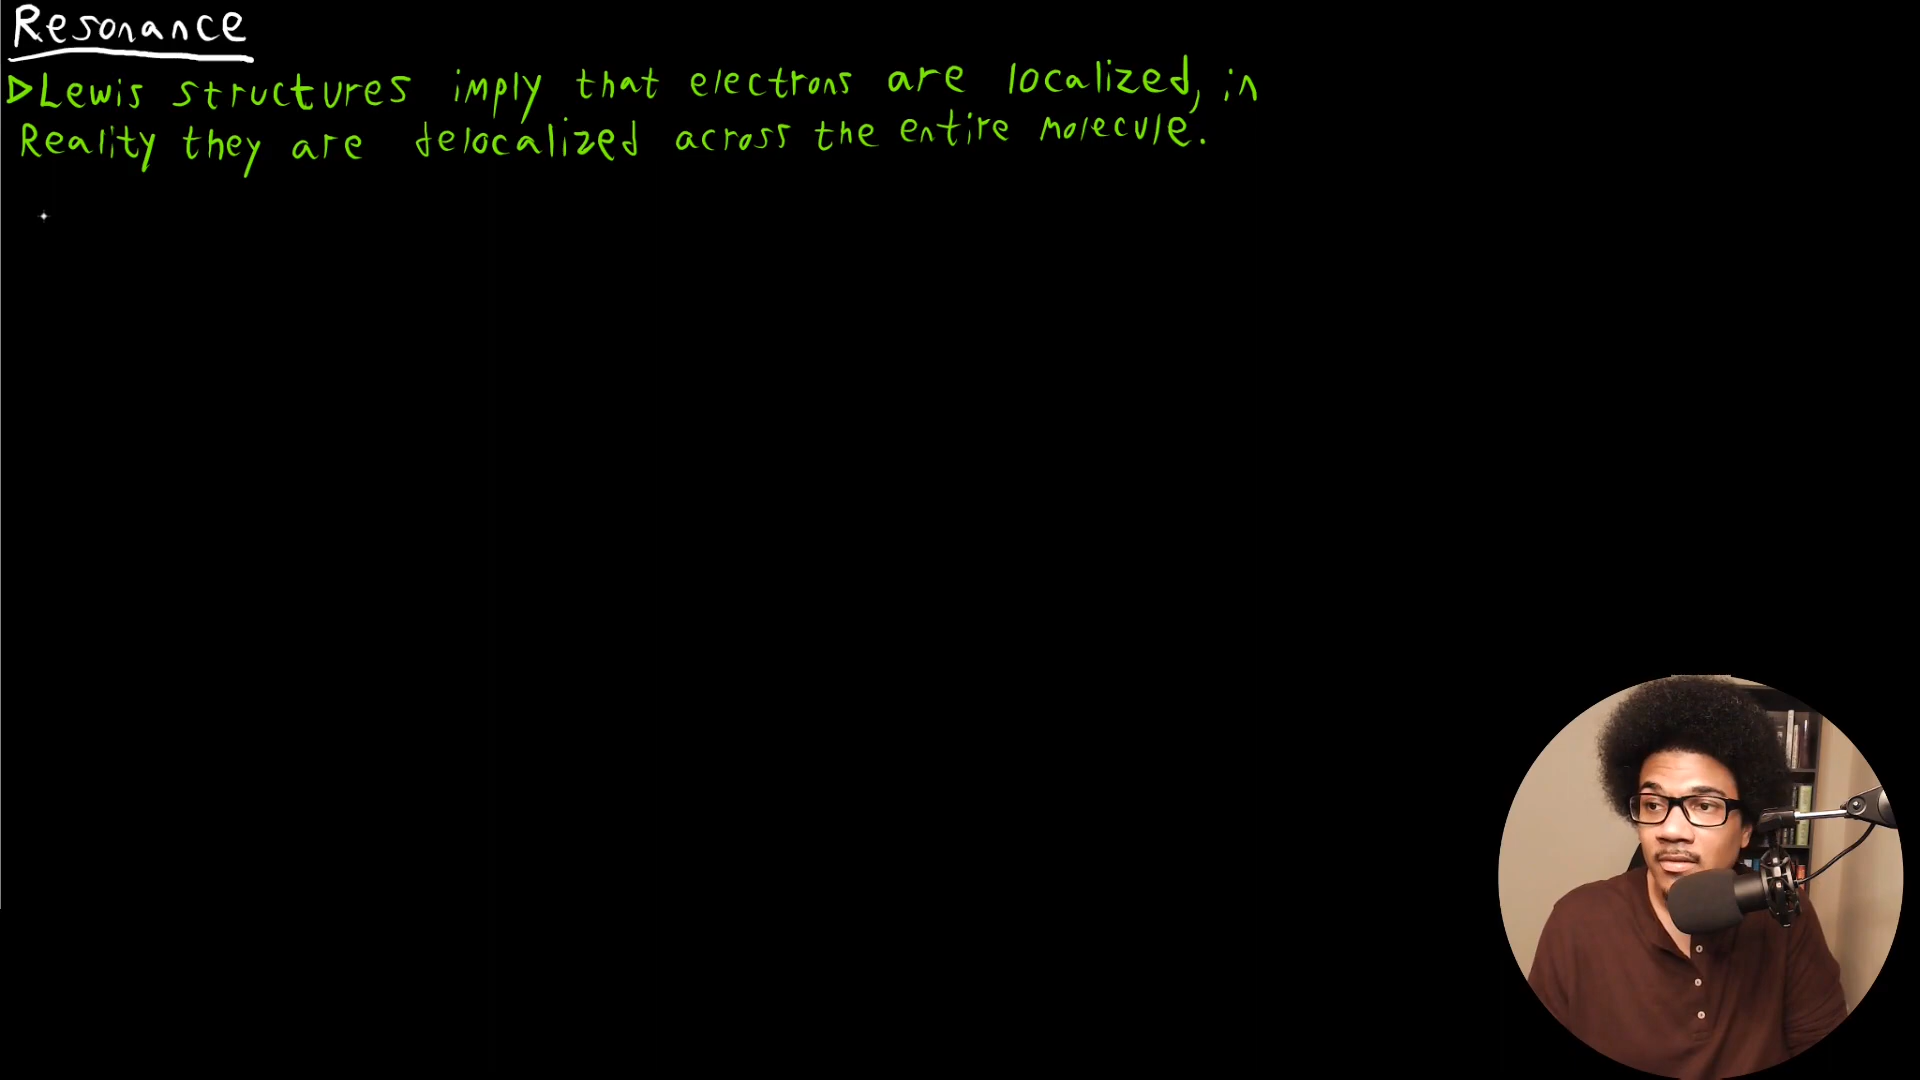 Resonance
Lewis structures imply that electrons are localized, in
Reality they are delocalized across the entire molecule.